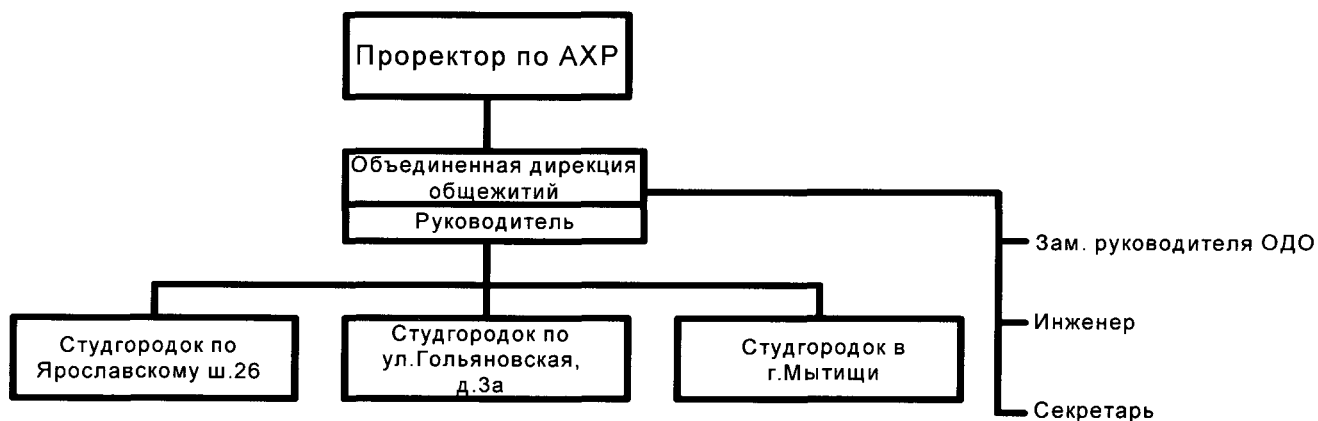 Проректор по АХР
Объединенная дирекция
общежитий
Руководитель
Зам. руководителя ОДО
Инженер
Секретарь
Студгородок по
Ярославскому ш.26
Студгородок по
ул.Гольяновская,
д.3а
Студгородок в
г.Мытищи